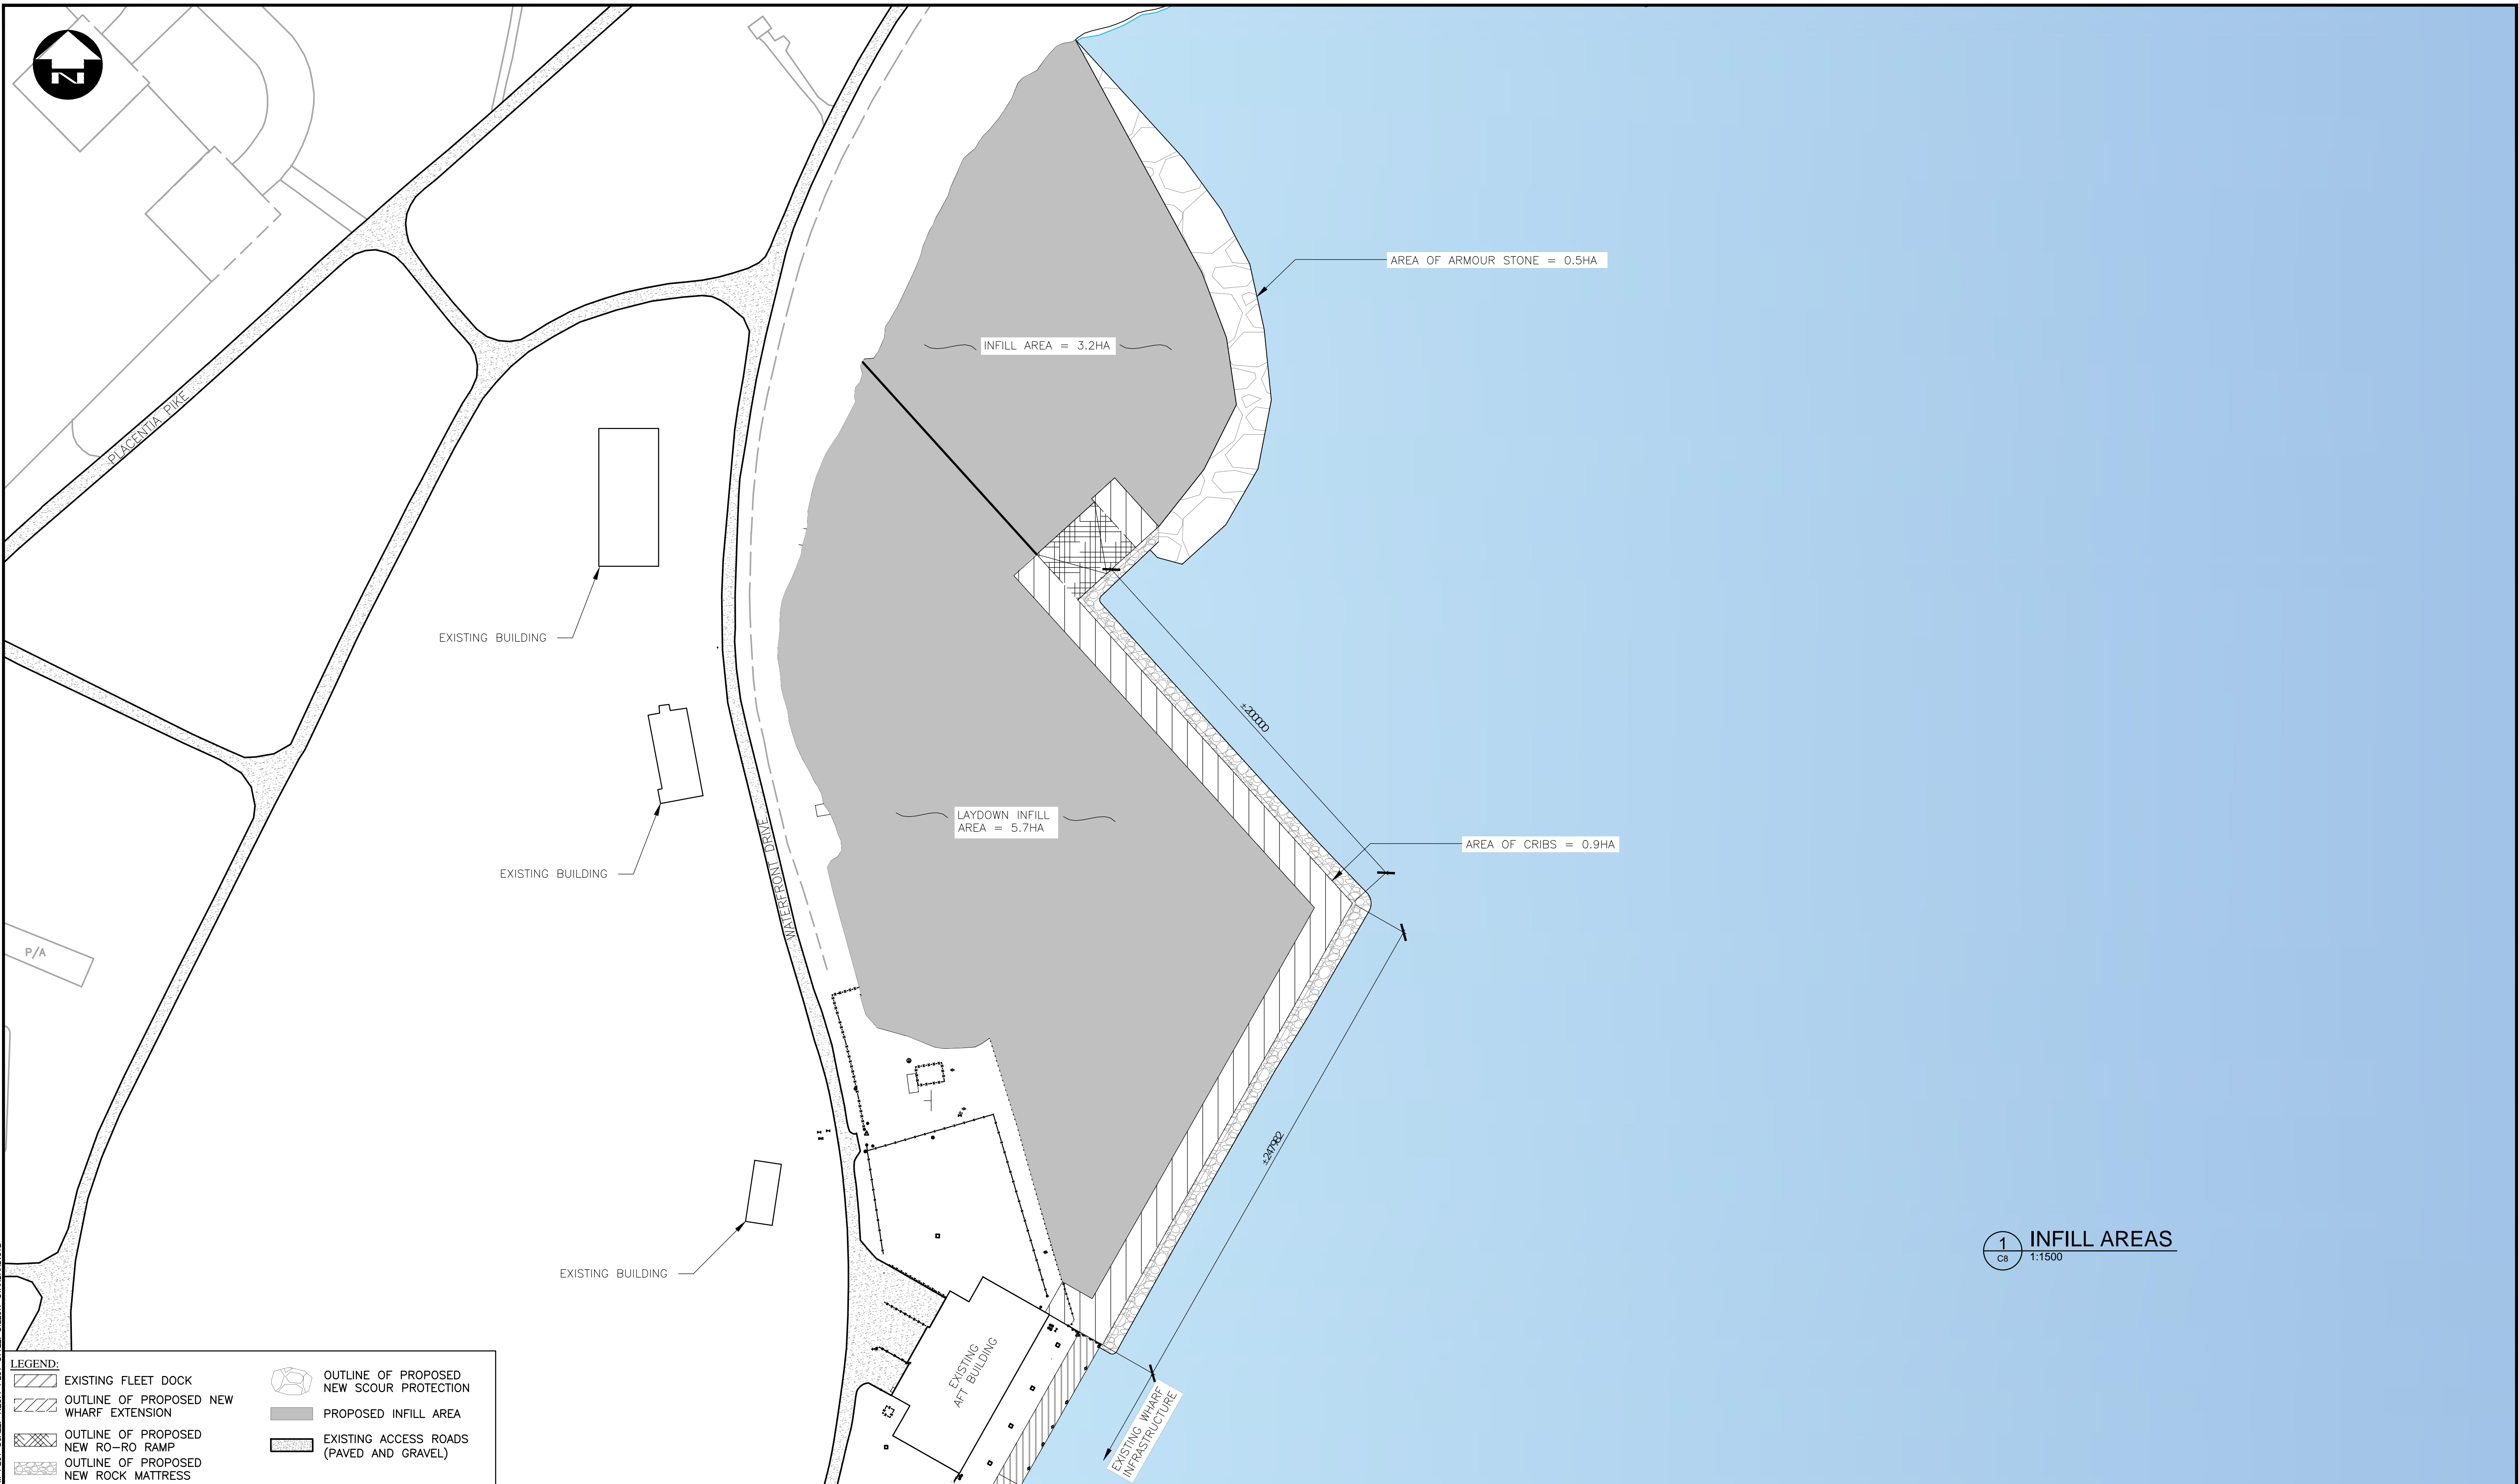 N
AREA OF ARMOUR STONE = 0.5HA
INFILL AREA = 3.2HA
PLACENTIA PIKE
EXISTING BUILDING
±200000
LAYDOWN INFILL
AREA = 5.7HA
AREA OF CRIBS = 0.9HA
WATERFRONT DRIVE
EXISTING BUILDING
P/A
±247982
EXISTING BUILDING
1
C8
INFILL AREAS
1:1500
EXISTING
AFT BUILDING
EXISTING WHARF
INFRASTRUCTURE
LEGEND:
EXISTING FLEET DOCK
OUTLINE OF PROPOSED NEW
WHARF EXTENSION
OUTLINE OF PROPOSED
NEW RO-RO RAMP
OUTLINE OF PROPOSED
NEW ROCK MATTRESS
OUTLINE OF PROPOSED
NEW SCOUR PROTECTION
PROPOSED INFILL AREA
EXISTING ACCESS ROADS
(PAVED AND GRAVEL)